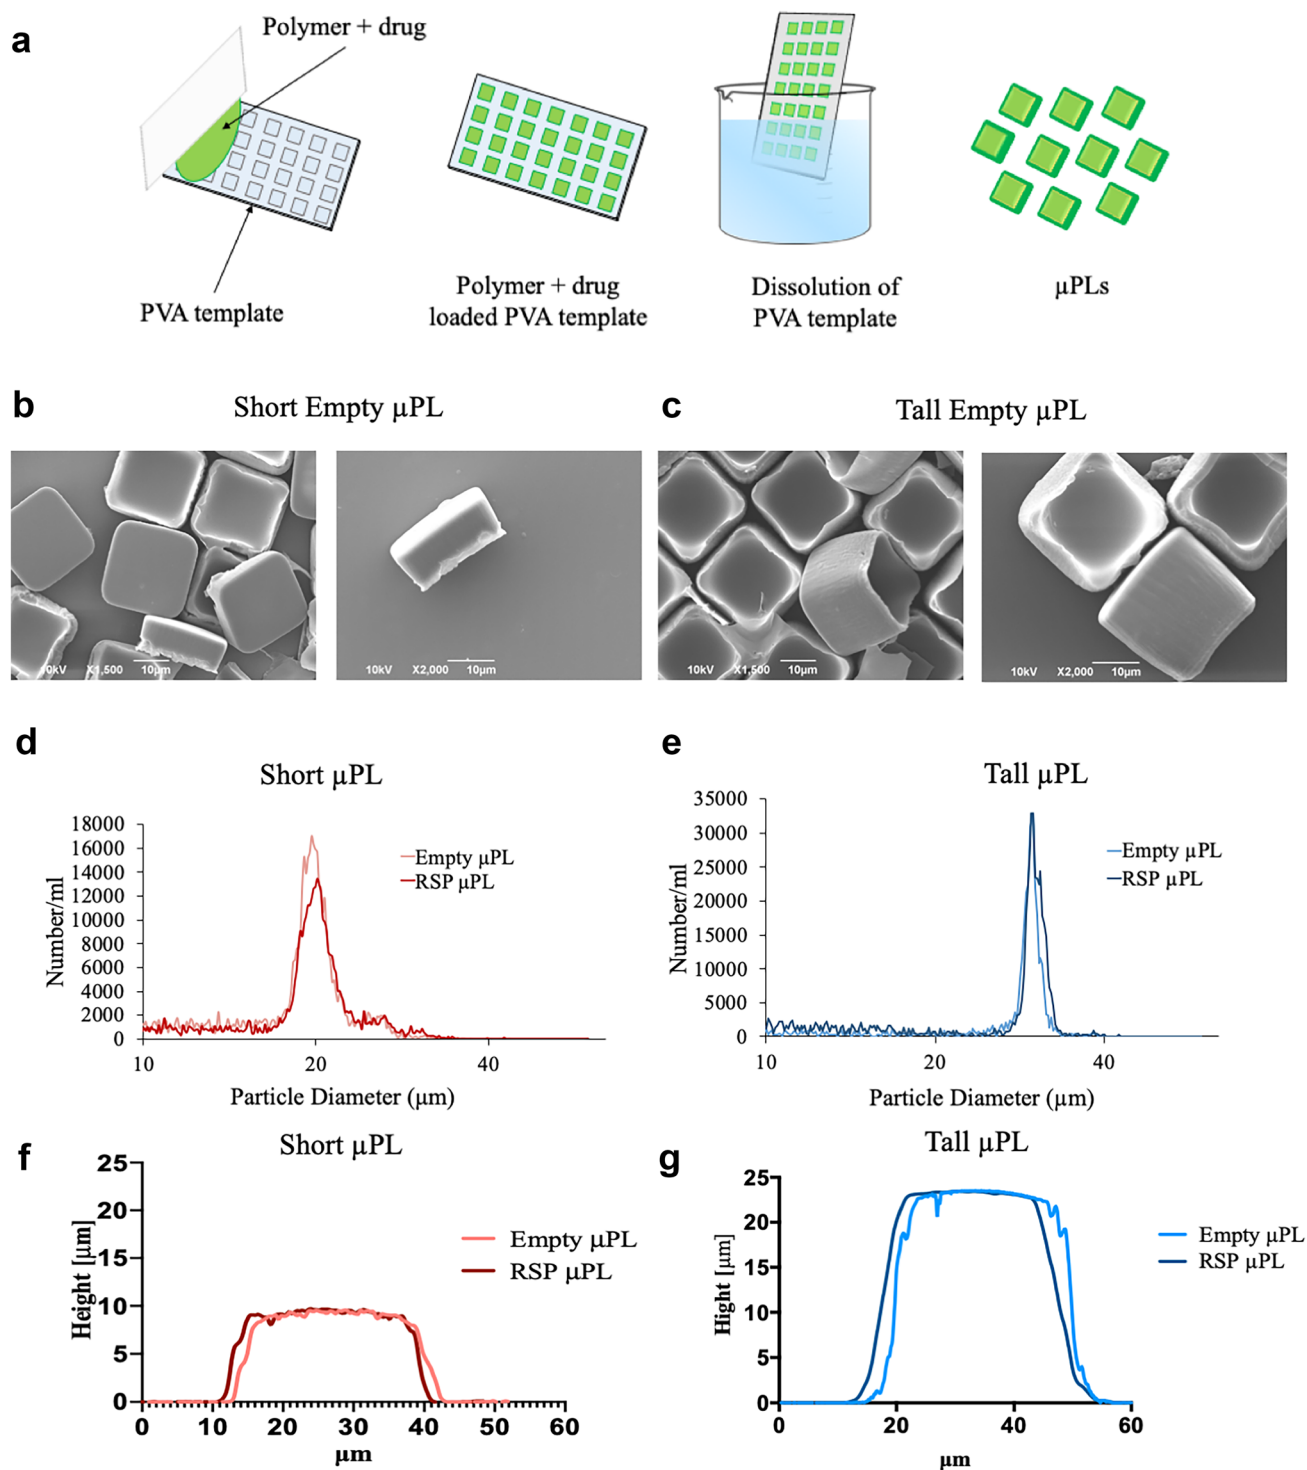 a
Polymer + drug
PVA template
Polymer + drug
loaded PVA template
Dissolution of
PVA template
µPLs
b
Short Empty µPL
c
Tall Empty µPL
10kV X1,500 10µm
10kV X2,000 10µm
10kV X1,500 10µm
10kV X2,000 10µm
d
Short µPL
18000
16000
14000
12000
10000
8000
6000
4000
2000
0
Number/ml
Empty µPL
RSP µPL
10 20 40
Particle Diameter (µm)
e
Tall µPL
35000
30000
25000
20000
15000
10000
5000
0
Number/ml
Empty µPL
RSP µPL
10 20 40
Particle Diameter (µm)
f
Short µPL
25
20
15
10
5
0
Height [µm]
Empty µPL
RSP µPL
0 10 20 30 40 50 60
µm
g
Tall µPL
25
20
15
10
5
0
Hight [µm]
Empty µPL
RSP µPL
0 20 40 60
µm